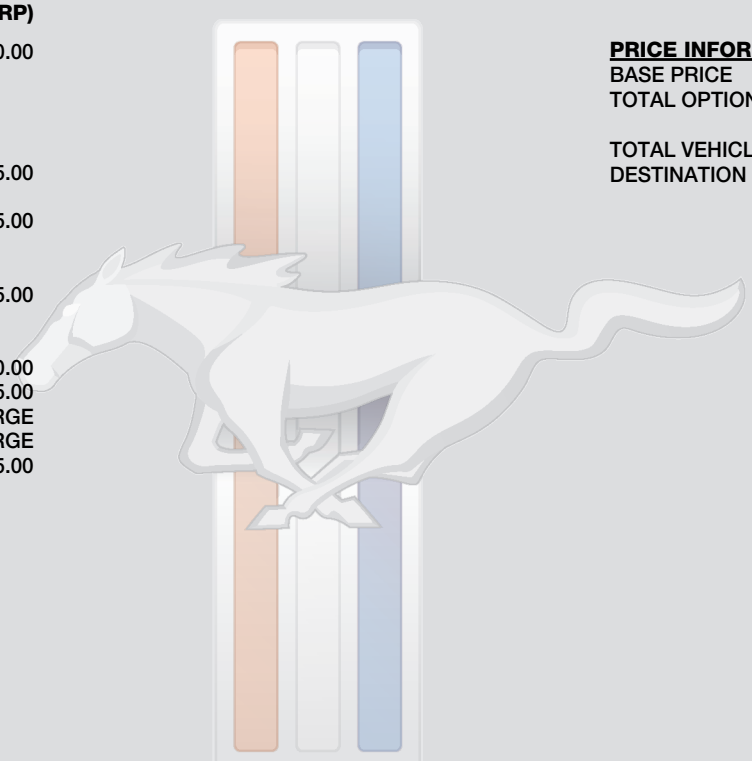 RP)
0.00
5.00
5.00
5.00
0.00
5.00
RGE
RGE
5.00
PRICE INFOR
BASE PRICE
TOTAL OPTION
TOTAL VEHICL
DESTINATION